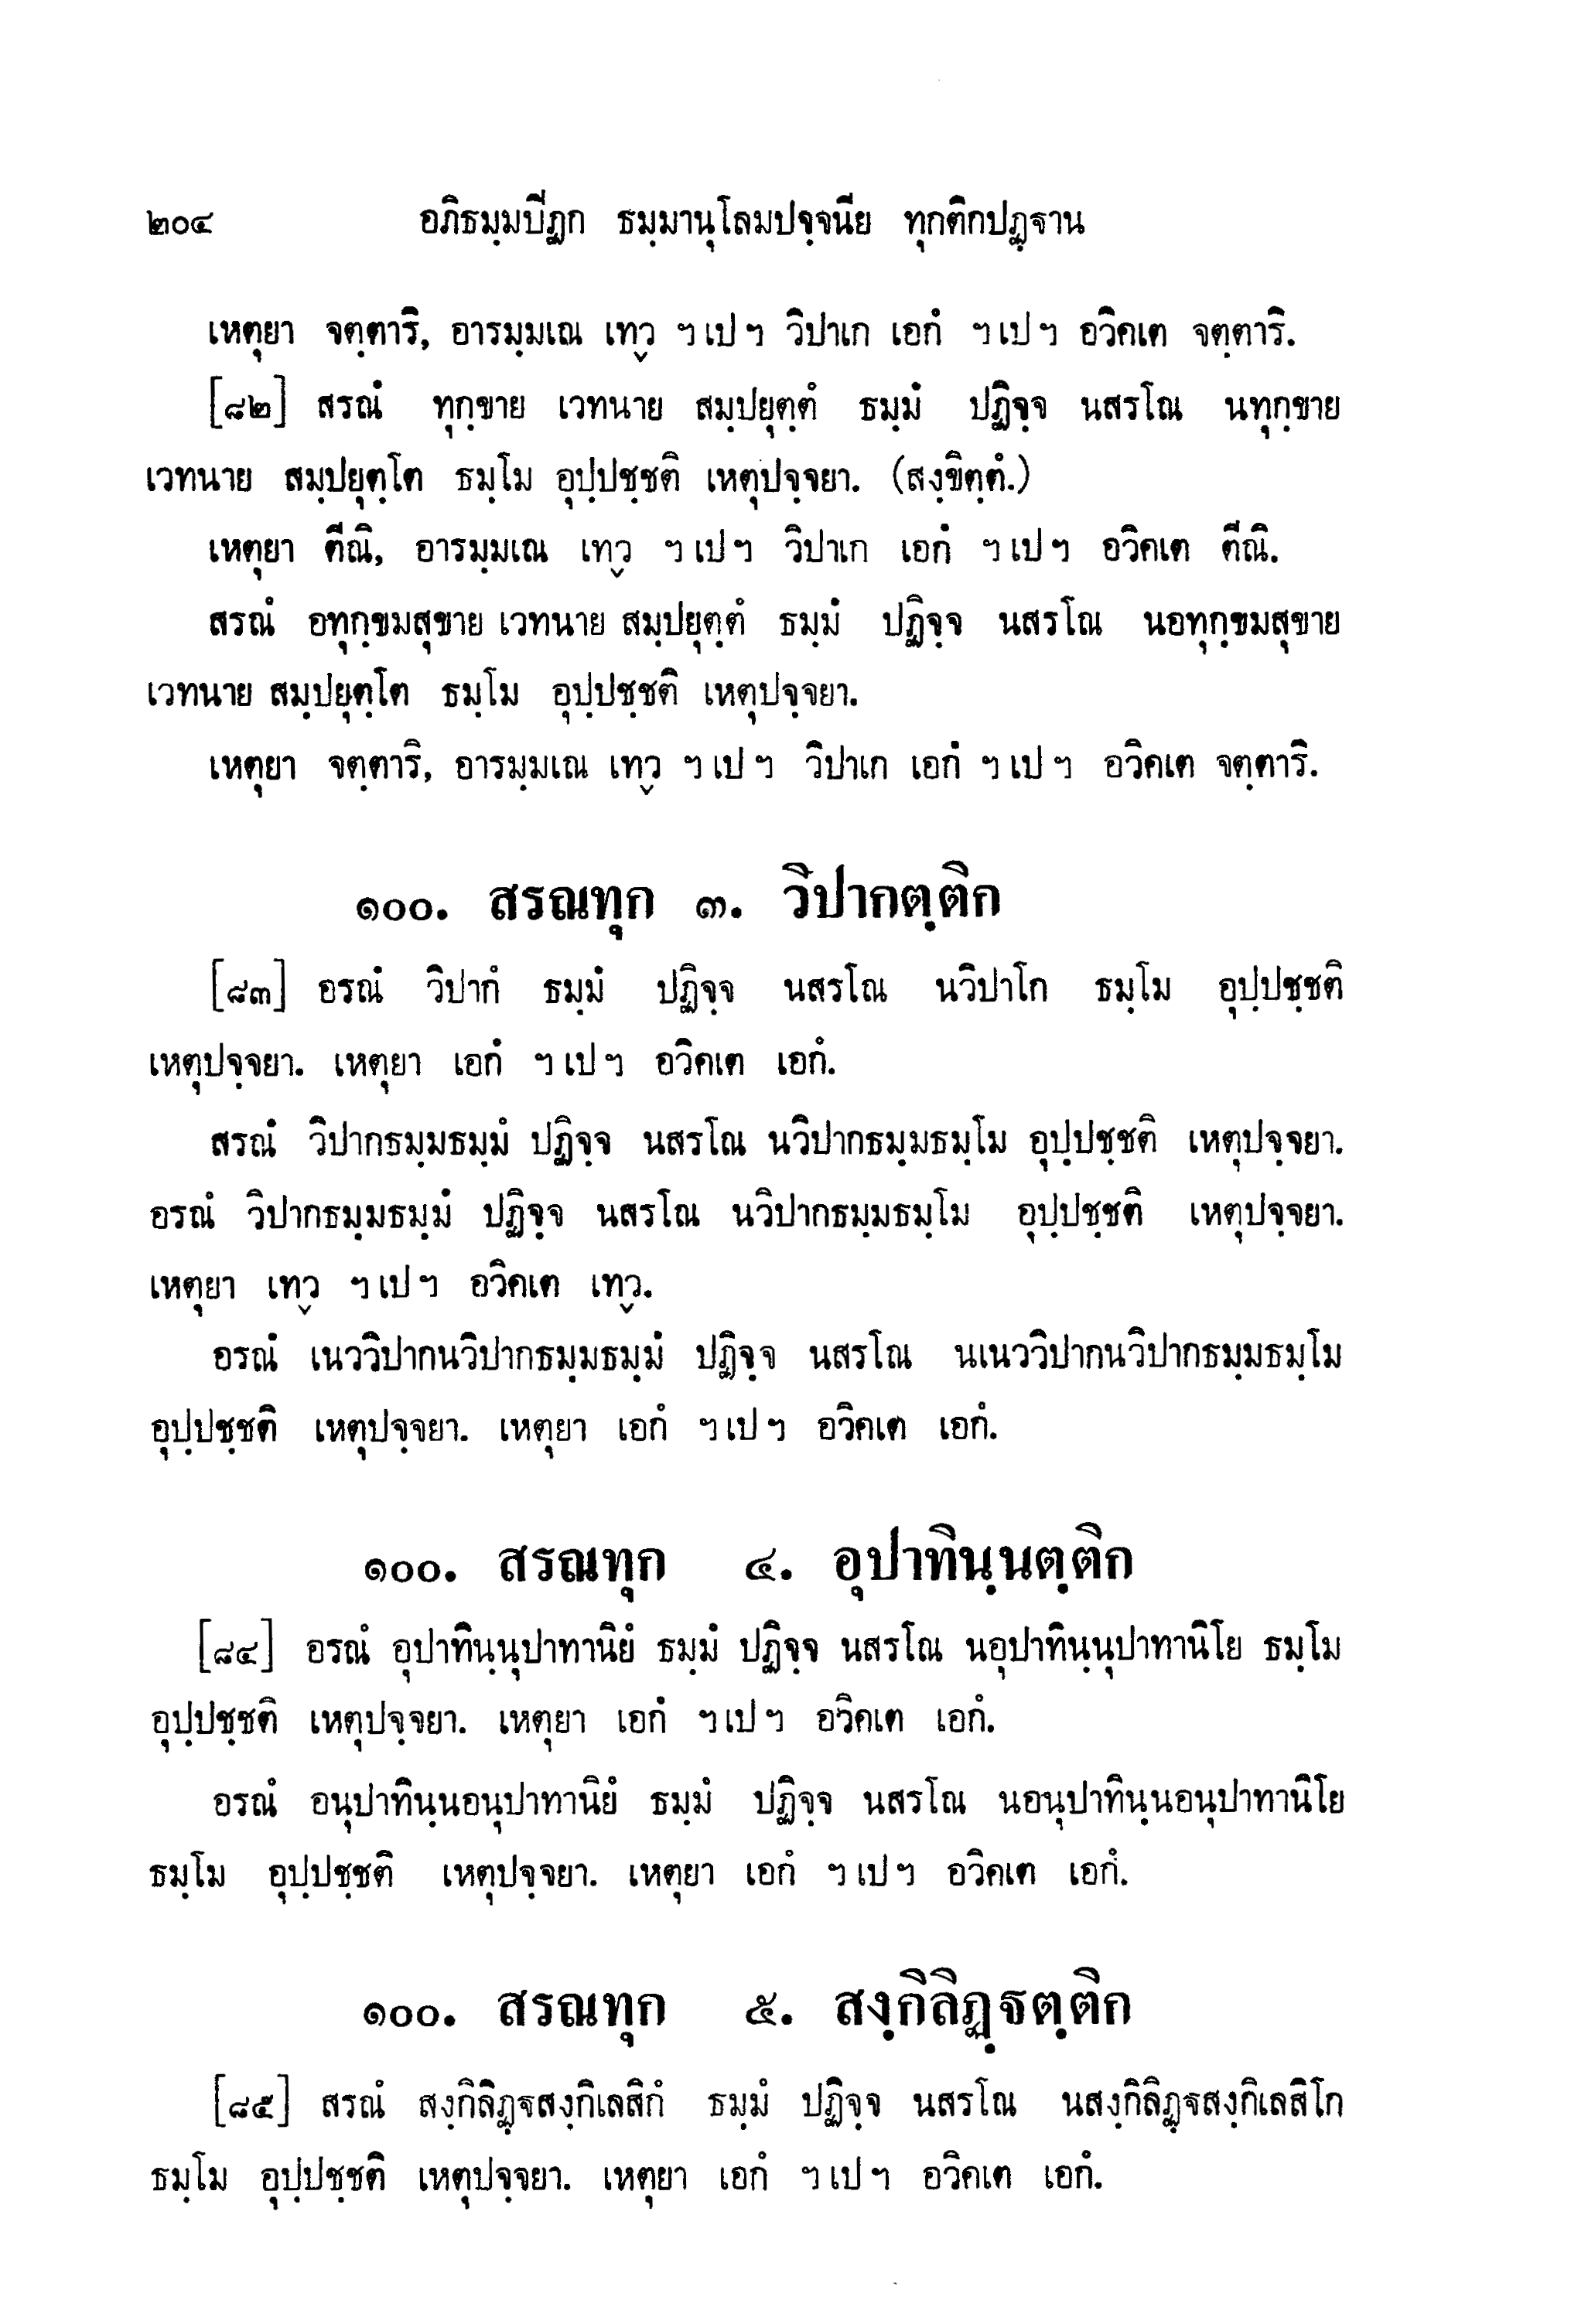 ๒๐๔ อภิธมฺมปีฏก ธมฺมานุโลมปจฺจนีย ทุกติกปฏฺฐาน
เหตุยา จตฺตาริ, อารมฺมเณ เทฺว ฯ เป ฯ วิปาเก เอกํ ฯ เป ฯ อวิคเต จตฺตาริ.
[๘๒] สรณํ ทุกฺขาย เวทนาย สมฺปยุตฺตํ ธมฺมํ ปฏิจฺจ นสรโณ นทุกฺขาย
เวทนาย สมฺปยุตฺโต ธมฺโม อุปฺปชฺชติ เหตุปจฺจยา. (สงฺขิตฺตํ.)
เหตุยา ตีณิ, อารมฺมเณ เทฺว ฯ เป ฯ วิปาเก เอกํ ฯ เป ฯ อวิคเต ตีณิ.
สรณํ อทุกฺขมสุขาย เวทนาย สมฺปยุตฺตํ ธมฺมํ ปฏิจฺจ นสรโณ นอทุกฺขมสุขาย
เวทนาย สมฺปยุตฺโต ธมฺโม อุปฺปชฺชติ เหตุปจฺจยา.
เหตุยา จตฺตาริ, อารมฺมเณ เทฺว ฯ เป ฯ วิปาเก เอกํ ฯ เป ฯ อวิคเต จตฺตาริ.
๑๐๐. สรณทุก ๓. วิปากตฺติก
[๘๓] อรณํ วิปากํ ธมฺมํ ปฏิจฺจ นสรโณ นวิปาโก ธมฺโม อุปฺปชฺชติ
เหตุปจฺจยา. เหตุยา เอกํ ฯ เป ฯ อวิคเต เอกํ.
สรณํ วิปากธมฺมธมฺมํ ปฏิจฺจ นสรโณ นวิปากธมฺมธมฺโม อุปฺปชฺชติ เหตุปจฺจยา.
อรณํ วิปากธมฺมธมฺมํ ปฏิจฺจ นสรโณ นวิปากธมฺมธมฺโม อุปฺปชฺชติ เหตุปจฺจยา.
เหตุยา เทฺว ฯ เป ฯ อวิคเต เทฺว.
อรณํ เนววิปากนวิปากธมฺมธมฺมํ ปฏิจฺจ นสรโณ นเนววิปากนวิปากธมฺมธมฺโม
อุปฺปชฺชติ เหตุปจฺจยา. เหตุยา เอกํ ฯ เป ฯ อวิคเต เอกํ.
๑๐๐. สรณทุก ๔. อุปาทินฺนตฺติก
[๘๔] อรณํ อุปาทินฺนุปาทานิยํ ธมฺมํ ปฏิจฺจ นสรโณ นอุปาทินฺนุปาทานิโย ธมฺโม
อุปฺปชฺชติ เหตุปจฺจยา. เหตุยา เอกํ ฯ เป ฯ อวิคเต เอกํ.
อรณํ อนุปาทินฺนอนุปาทานิยํ ธมฺมํ ปฏิจฺจ นสรโณ นอนุปาทินฺนอนุปาทานิโย
ธมฺโม อุปฺปชฺชติ เหตุปจฺจยา. เหตุยา เอกํ ฯ เป ฯ อวิคเต เอกํ.
๑๐๐. สรณทุก ๕. สงฺกิลิฏฺฐตฺติก
[๘๕] สรณํ สงฺกิลิฏฺฐสงฺกิเลสิกํ ธมฺมํ ปฏิจฺจ นสรโณ นสงฺกิลิฏฺฐสงฺกิเลสิโก
ธมฺโม อุปฺปชฺชติ เหตุปจฺจยา. เหตุยา เอกํ ฯ เป ฯ อวิคเต เอกํ.